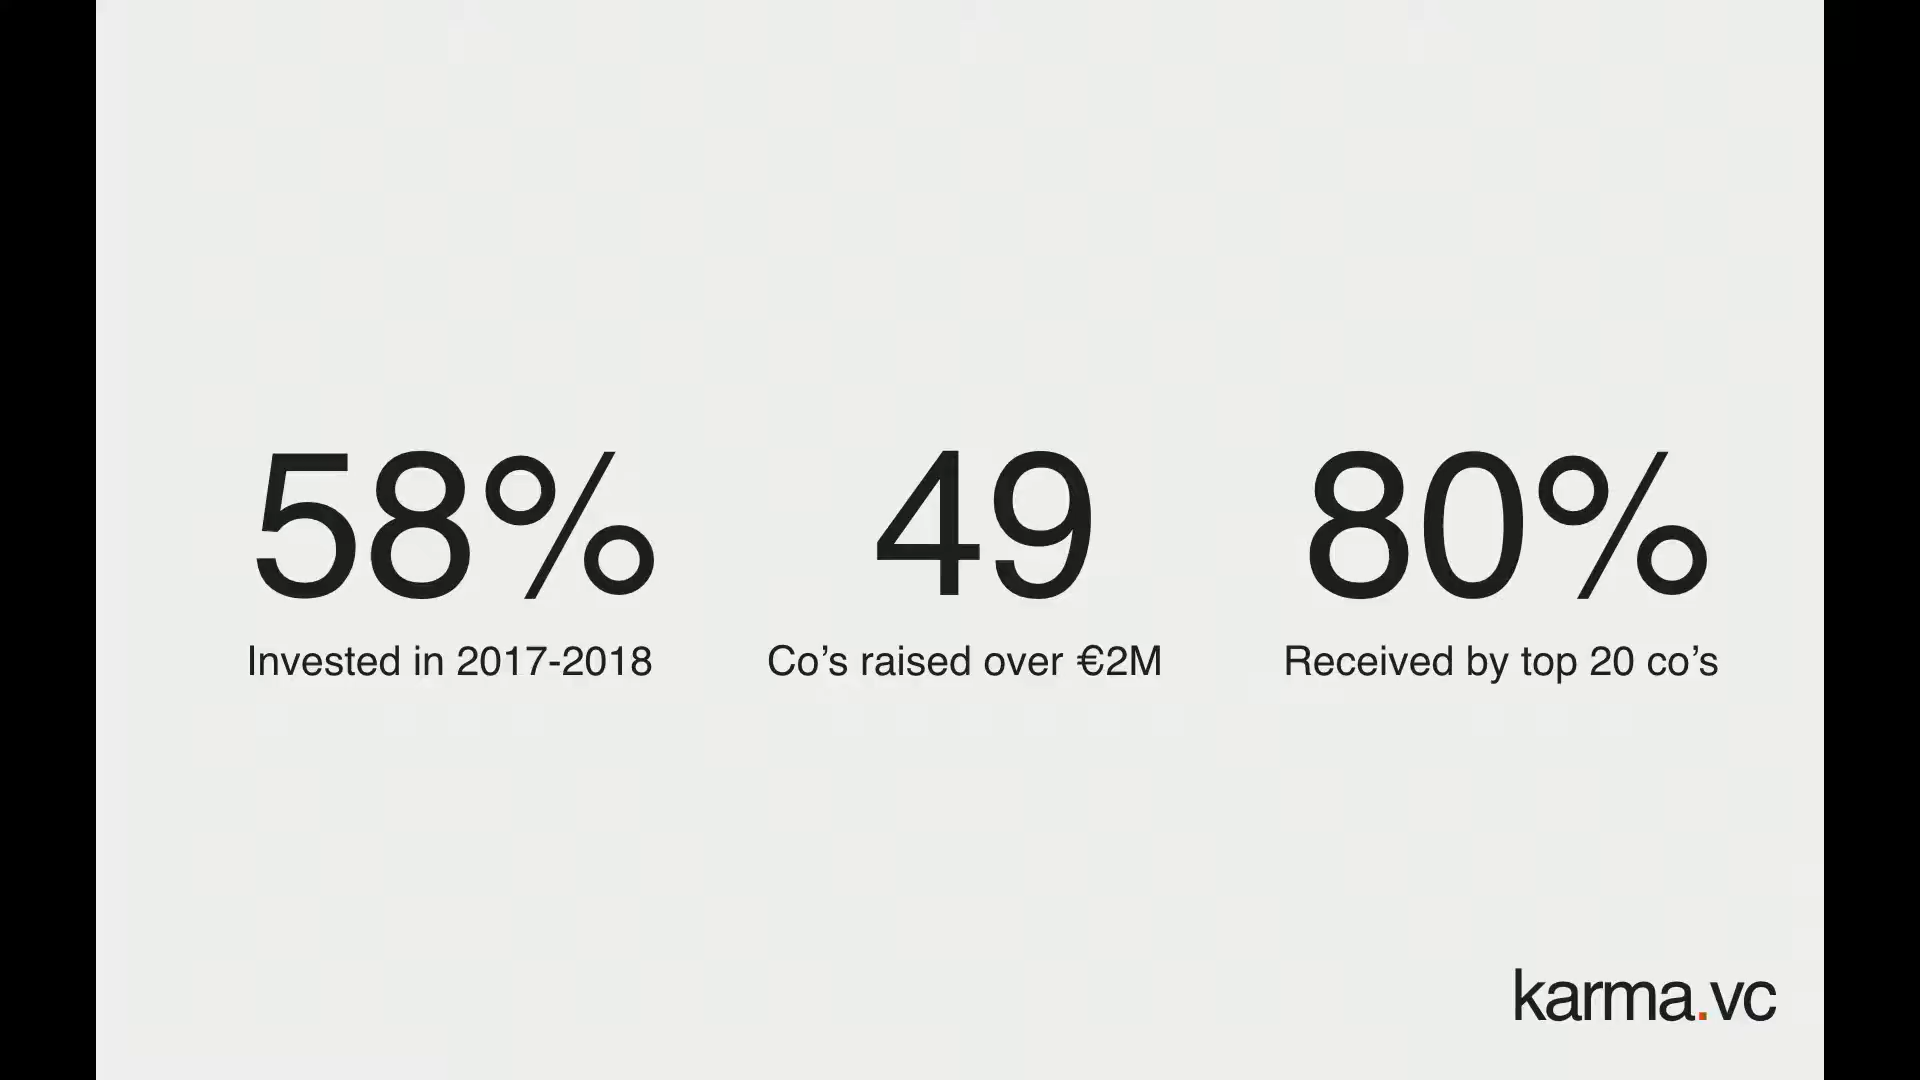 58%
49
80%
Invested in 2017-2018
Co’s raised over €2M
Received by top 20 co’s
karma.vc